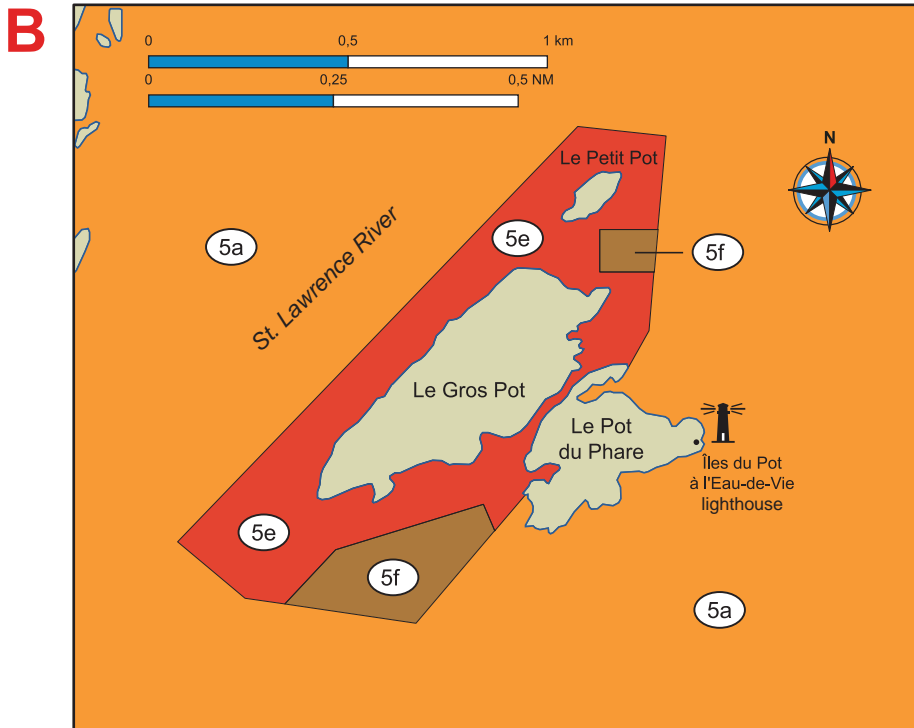 B
0 0,5 1 km
0 0,25 0,5 NM
N
Le Petit Pot
5e
5a
5f
St. Lawrence River
Le Gros Pot
Le Pot
du Phare
Îles du Pot
à l'Eau-de-Vie
lighthouse
5e
5f
5a